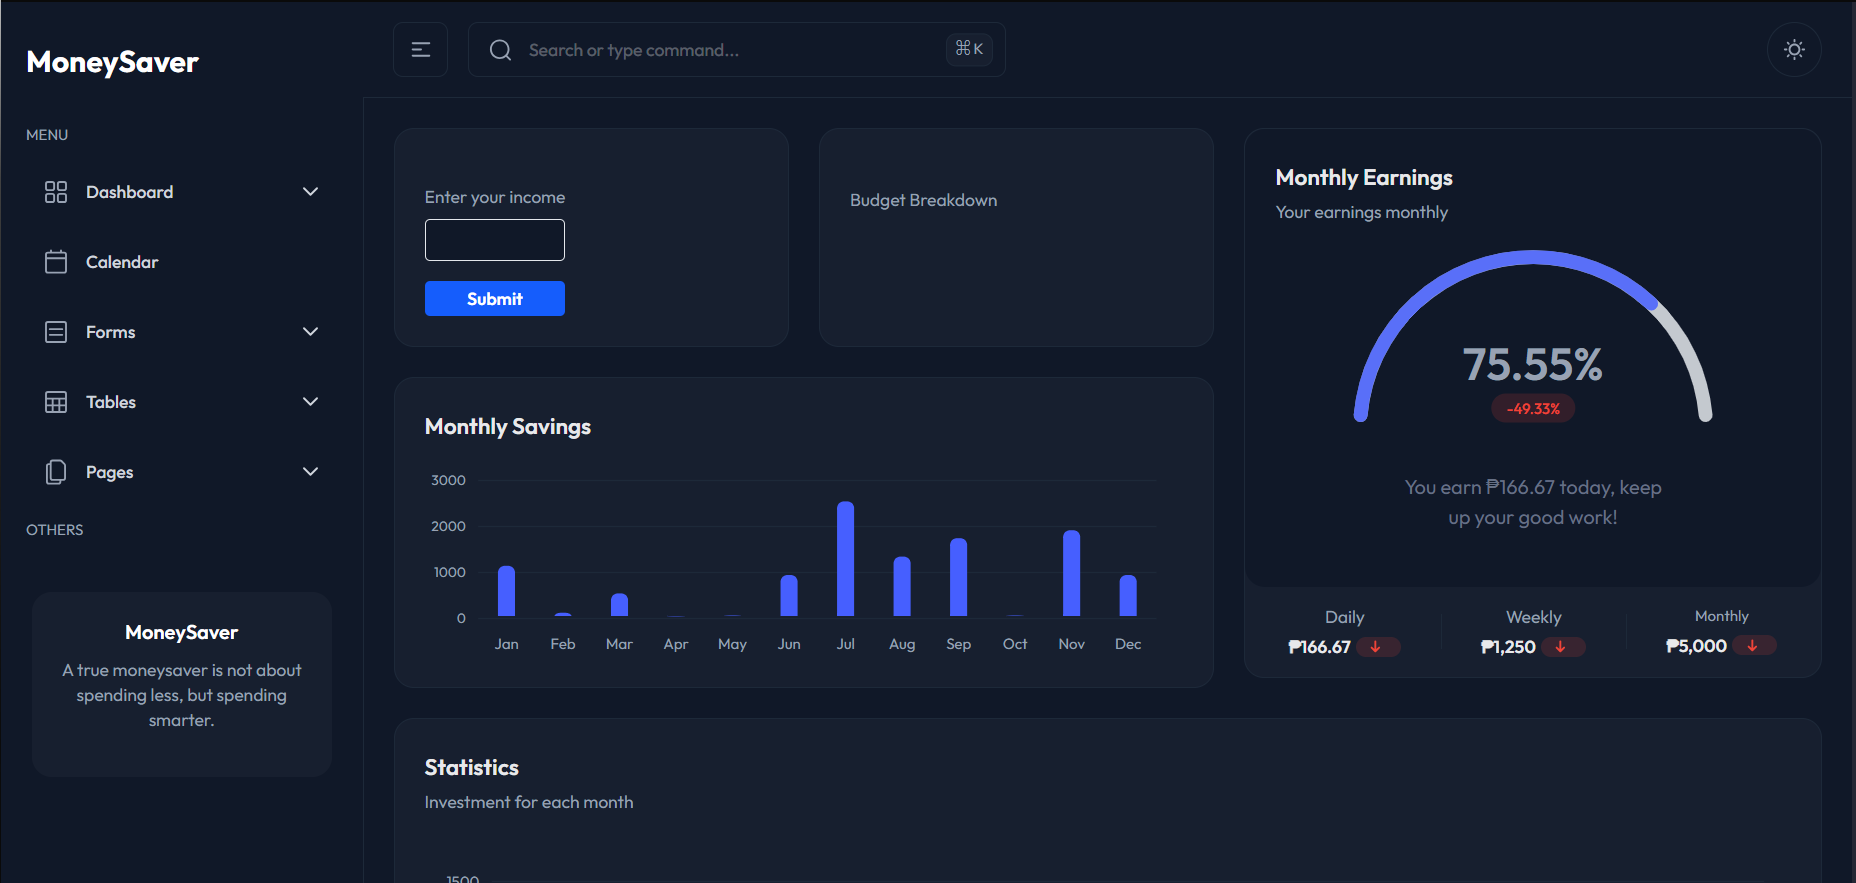 MoneySaver
MENU
Dashboard
Calendar
Forms
Tables
Pages
OTHERS
MoneySaver
A true moneysaver is not about
spending less, but spending
smarter.
Search or type command...
⌘K
Enter your income
Submit
Budget Breakdown
Monthly Savings
3000
2000
1000
0
Jan Feb Mar Apr May Jun Jul Aug Sep Oct Nov Dec
Monthly Earnings
Your earnings monthly
75.55%
-49.33%
You earn ₱166.67 today, keep
up your good work!
Daily Weekly Monthly
₱166.67 ₱1,250 ₱5,000
Statistics
Investment for each month
1500